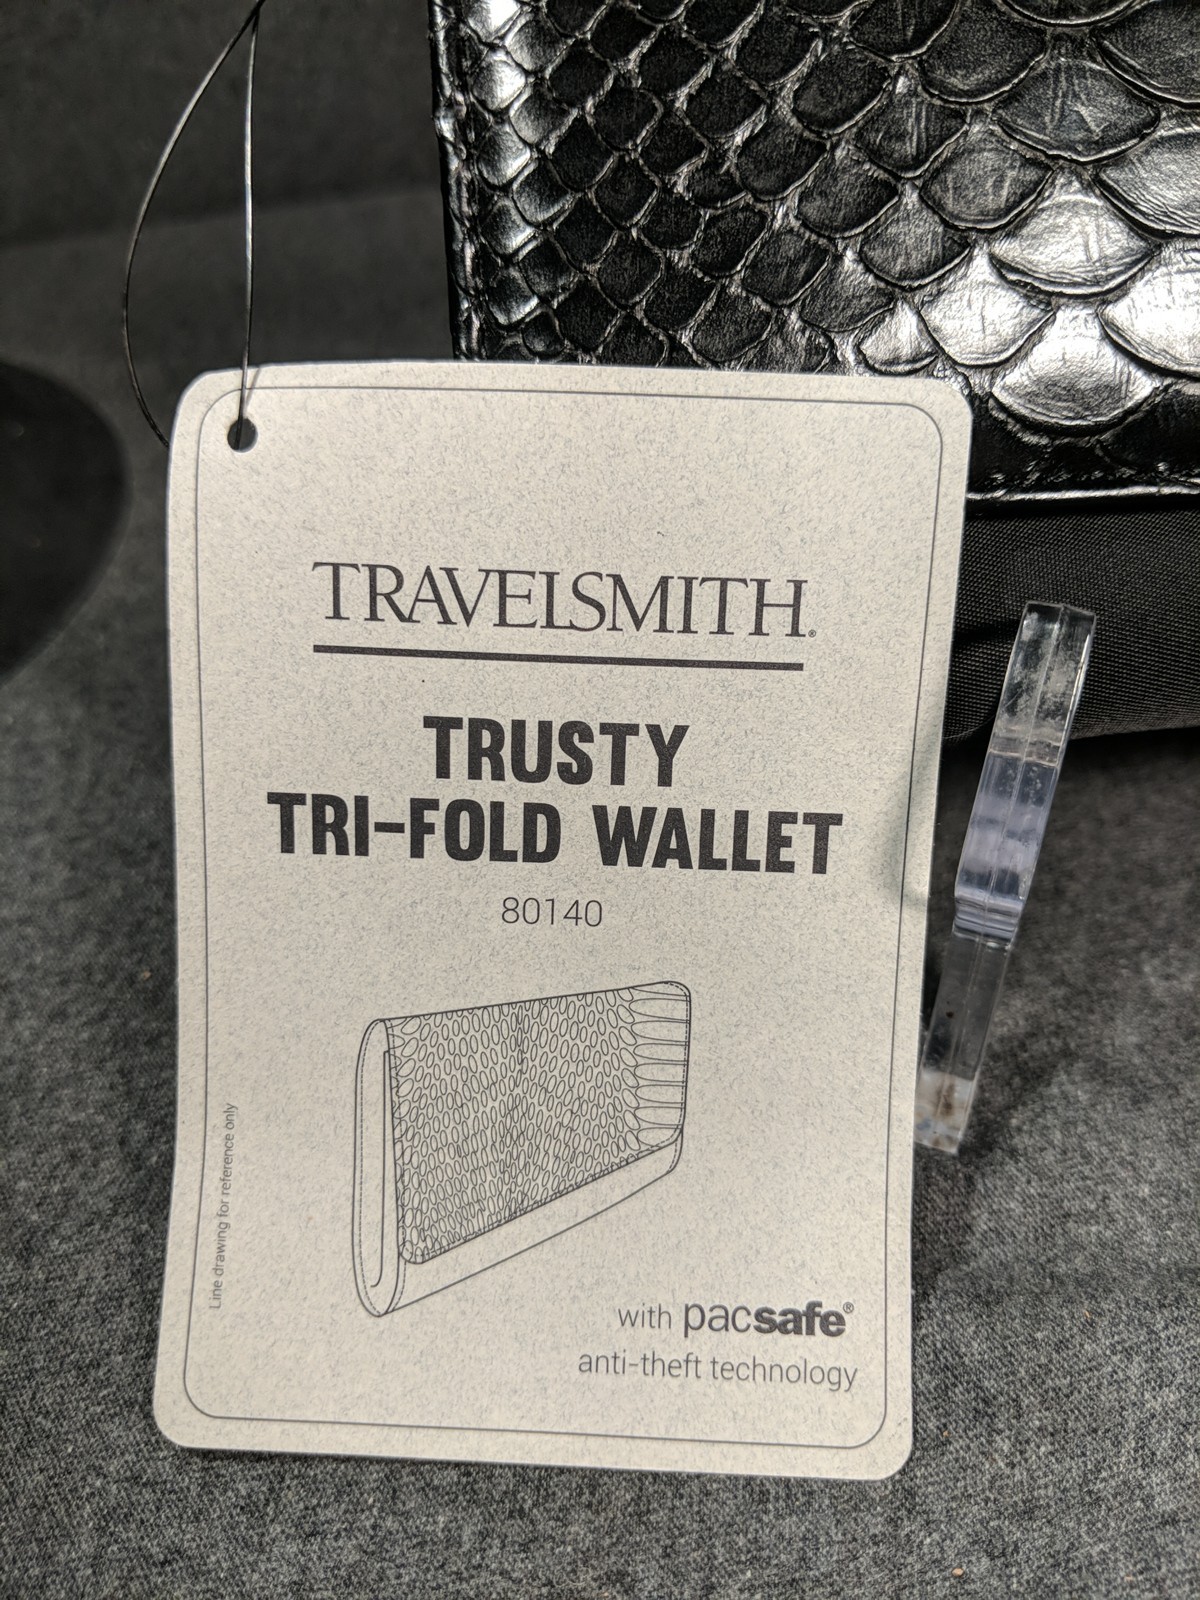 TRAVELSMITH®
TRUSTY
TRI-FOLD WALLET
80140
Line drawing for reference only
with pacsafe®
anti-theft technology